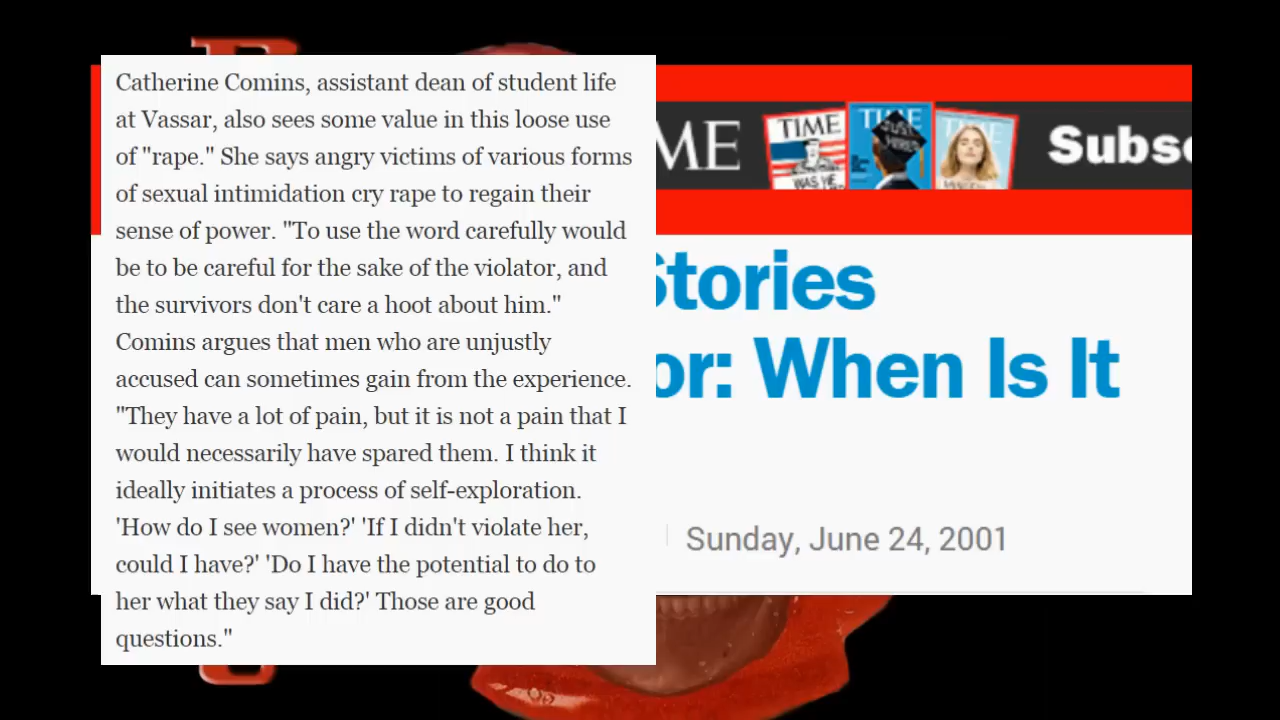 Catherine Comins, assistant dean of student life
at Vassar, also sees some value in this loose use
of "rape." She says angry victims of various forms
of sexual intimidation cry rape to regain their
sense of power. "To use the word carefully would
be to be careful for the sake of the violator, and
the survivors don't care a hoot about him."
Comins argues that men who are unjustly
accused can sometimes gain from the experience.
"They have a lot of pain, but it is not a pain that I
would necessarily have spared them. I think it
ideally initiates a process of self-exploration.
'How do I see women?' 'If I didn't violate her,
could I have?' 'Do I have the potential to do to
her what they say I did?' Those are good
questions."
ME
TIME
WAS HE
TIME
JUST
TIME
Subs
Stories
or: When Is It
Sunday, June 24, 2001